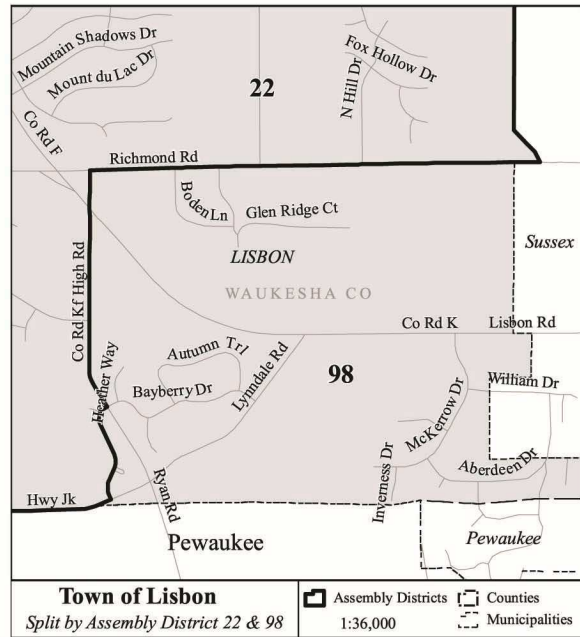 Mountain Shadows Dr
Mount du Lac Dr
Fox Hollow Dr
N Hill Dr
22
Co Rd F
Richmond Rd
Boden Ln
Glen Ridge Ct
Sussex
LISBON
WAUKESHA CO
Co Rd Kf High Rd
Co Rd K
Lisbon Rd
Autumn Trl
98
Lynndale Rd
Heather Way
Bayberry Dr
William Dr
McKerrow Dr
Aberdeen Dr
Inverness Dr
Ryan Rd
Hwy Jk
Pewaukee
Pewaukee
Town of Lisbon
Split by Assembly District 22 & 98
Assembly Districts
Counties
1:36,000
Municipalities